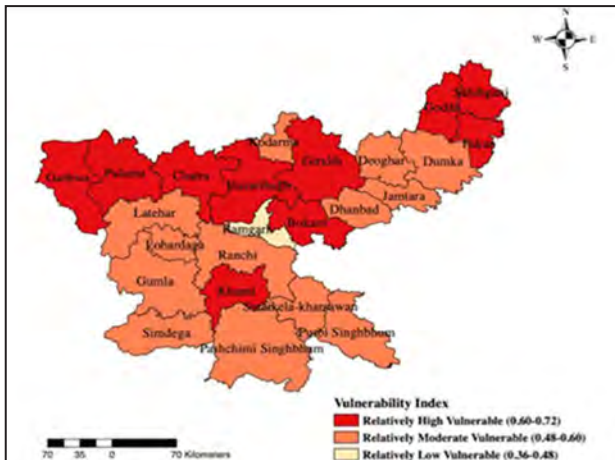 N
W E
S
Sahibganj
Godda
Pakur
Kodarma
Giridih
Deoghar
Dumka
Garhwa
Palamu
Chatra
Hazaribagh
Jamtara
Dhanbad
Bokaro
Latehar
Ramgarh
Lohardaga
Ranchi
Gumla
Khunti
Saraikela-kharsawan
Simdega
Purbi Singhbhum
Pashchimi Singhbhum
Vulnerability Index
Relatively High Vulnerable (0.60-0.72)
Relatively Moderate Vulnerable (0.48-0.60)
Relatively Low Vulnerable (0.36-0.48)
70 35 0 70 Kilometers